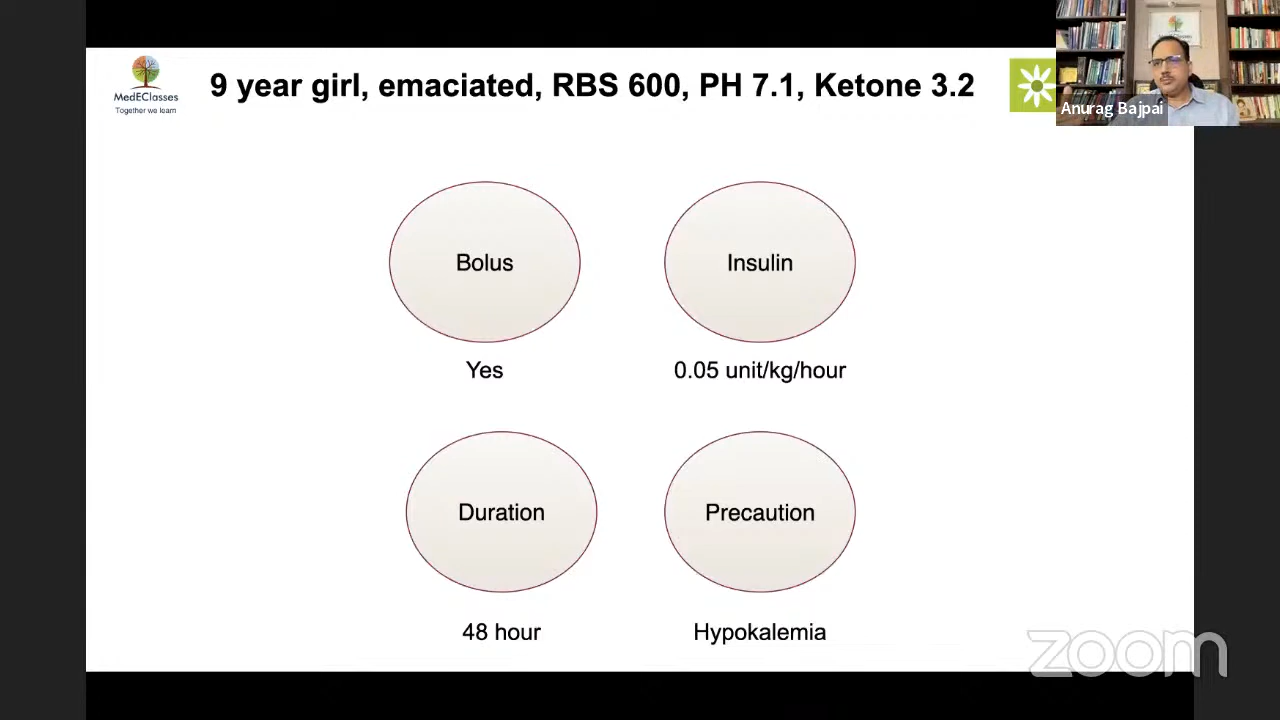 MedEClasses
Together we learn
9 year girl, emaciated, RBS 600, PH 7.1, Ketone 3.2
Anurag Bajpai
Bolus
Insulin
Yes
0.05 unit/kg/hour
Duration
Precaution
48 hour
Hypokalemia
zoom